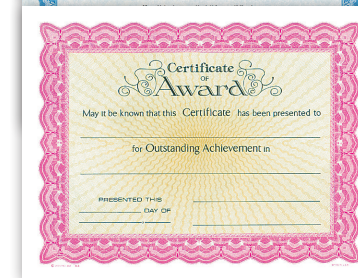 Certificate
OF
Award
May it be known that this Certificate has been presented to
for Outstanding Achievement in
PRESENTED THIS
DAY OF